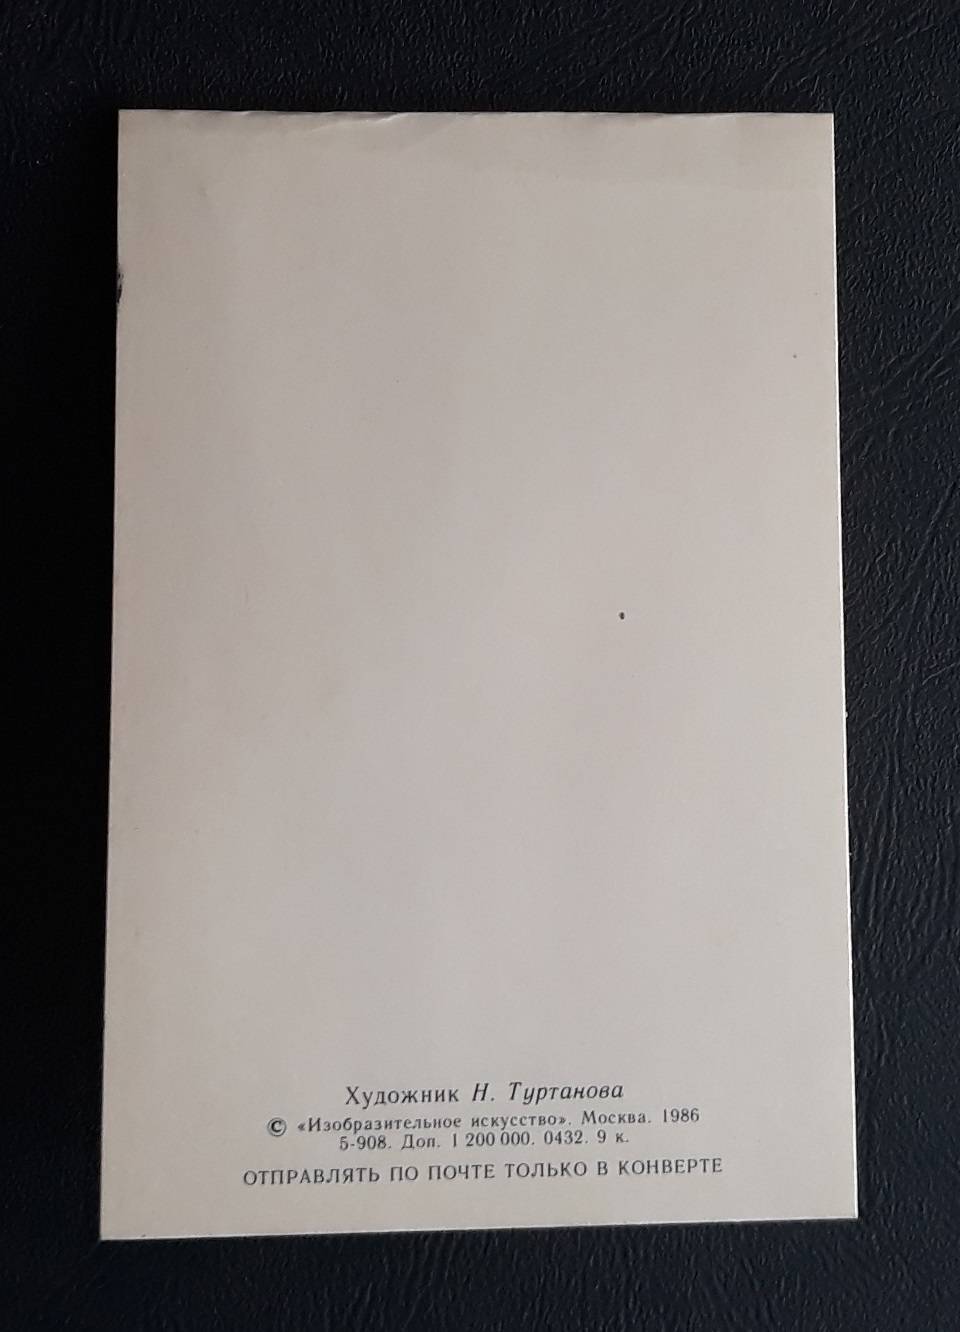 Художник Н. Туртанова
© «Изобразительное искусство». Москва. 1986
5-908. Доп. 1 200 000. 0432. 9 к.
ОТПРАВЛЯТЬ ПО ПОЧТЕ ТОЛЬКО В КОНВЕРТЕ